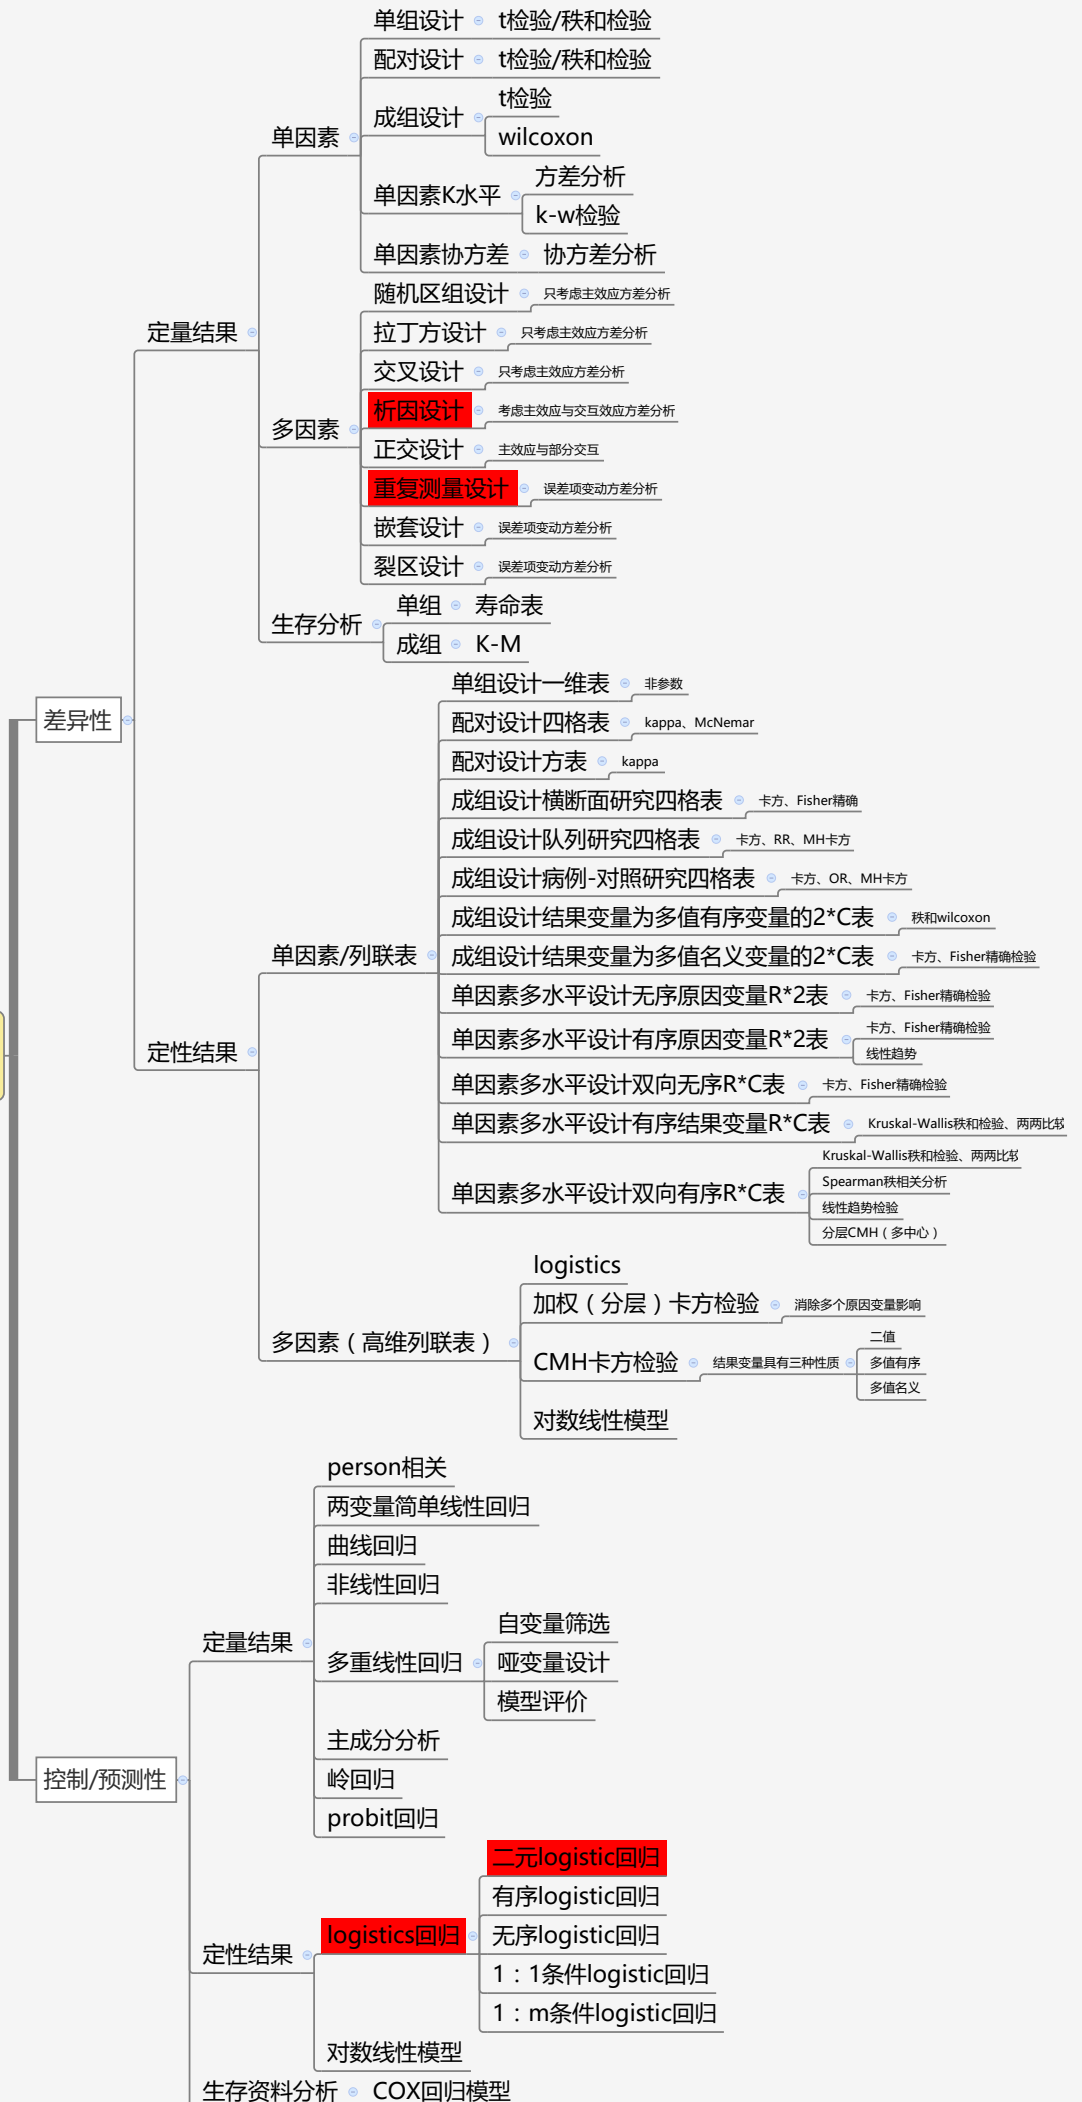 单组设计 t检验/秩和检验
配对设计 t检验/秩和检验
t检验
成组设计
wilcoxon
单因素
方差分析
单因素K水平
k-w检验
单因素协方差 协方差分析
随机区组设计 只考虑主效应方差分析
定量结果
拉丁方设计 只考虑主效应方差分析
交叉设计 只考虑主效应方差分析
析因设计 考虑主效应与交互效应方差分析
多因素
正交设计 主效应与部分交互
重复测量设计 误差项变动方差分析
嵌套设计 误差项变动方差分析
裂区设计 误差项变动方差分析
单组 寿命表
生存分析
成组 K-M
单组设计一维表 非参数
差异性
配对设计四格表 kappa、McNemar
配对设计方表 kappa
成组设计横断面研究四格表 卡方、Fisher精确
成组设计队列研究四格表 卡方、RR、MH卡方
成组设计病例-对照研究四格表 卡方、OR、MH卡方
成组设计结果变量为多值有序变量的2*C表 秩和wilcoxon
单因素/列联表
成组设计结果变量为多值名义变量的2*C表 卡方、Fisher精确检验
单因素多水平设计无序原因变量R*2表 卡方、Fisher精确检验
卡方、Fisher精确检验
单因素多水平设计有序原因变量R*2表
线性趋势
定性结果
单因素多水平设计双向无序R*C表 卡方、Fisher精确检验
单因素多水平设计有序结果变量R*C表 Kruskal-Wallis秩和检验、两两比较
Kruskal-Wallis秩和检验、两两比较
Spearman秩相关分析
单因素多水平设计双向有序R*C表
线性趋势检验
分层CMH（多中心）
logistics
加权（分层）卡方检验 消除多个原因变量影响
多因素（高维列联表）
二值
CMH卡方检验 结果变量具有三种性质 多值有序
多值名义
对数线性模型
person相关
两变量简单线性回归
曲线回归
非线性回归
自变量筛选
定量结果
多重线性回归 哑变量设计
模型评价
主成分分析
控制/预测性
岭回归
probit回归
二元logistic回归
有序logistic回归
logistics回归 无序logistic回归
定性结果
1：1条件logistic回归
1：m条件logistic回归
对数线性模型
生存资料分析 COX回归模型